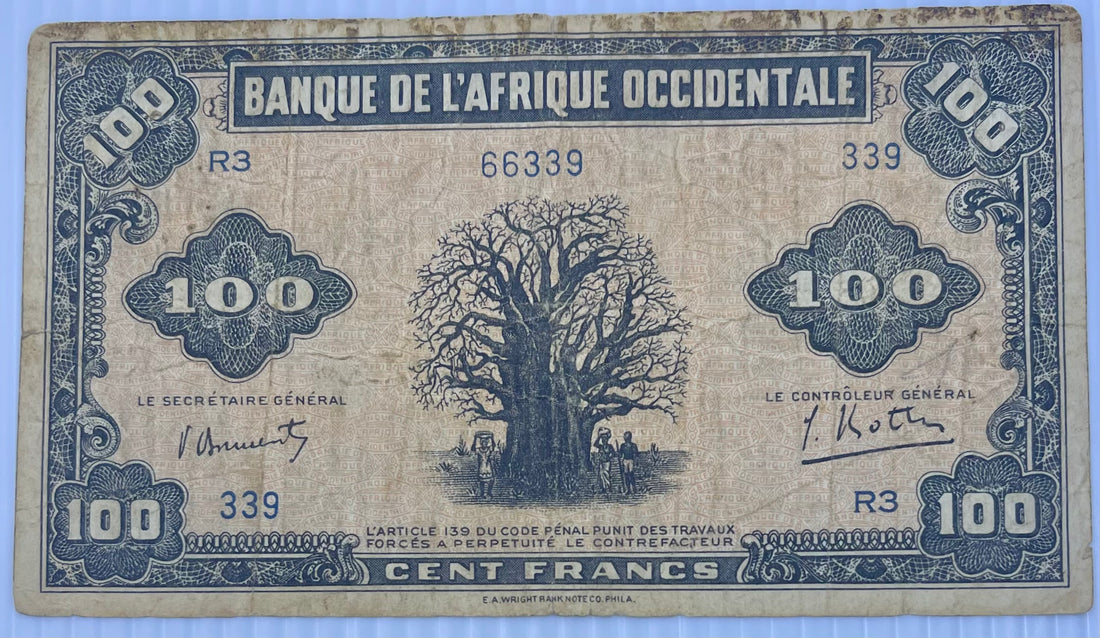 BANQUE DE L'AFRIQUE OCCIDENTALE
100
100
R3
66339
339
100
100
LE SECRÉTAIRE GÉNÉRAL
LE CONTRÔLEUR GÉNÉRAL
339
R3
100
100
L'ARTICLE 139 DU CODE PÉNAL PUNIT DES TRAVAUX
FORCÉS A PERPETUITÉ LE CONTREFACTEUR
CENT FRANCS
E.A. WRIGHT BANK NOTE CO. PHILA.